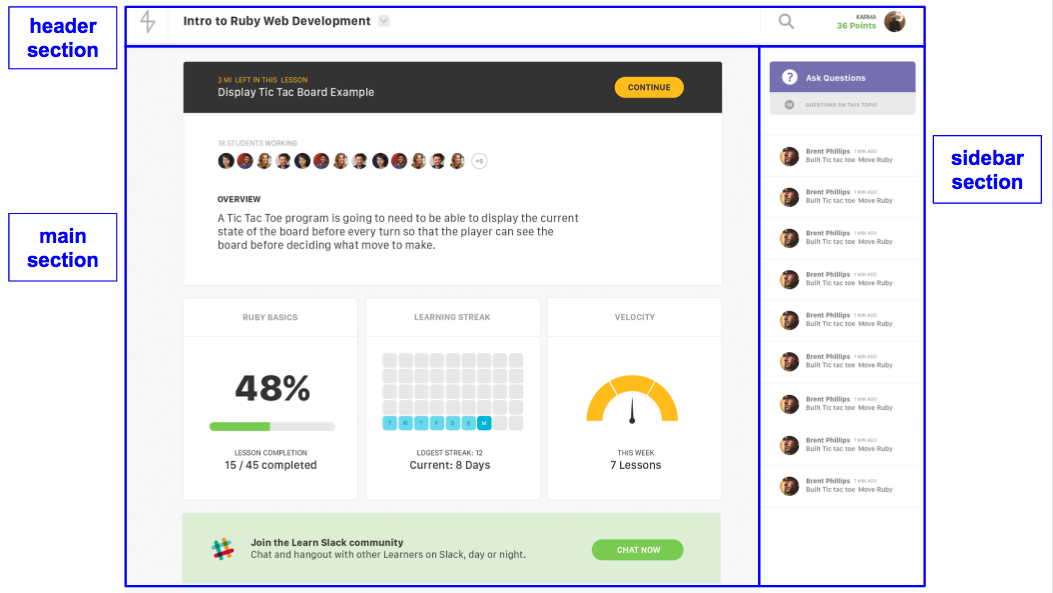 header
section
Intro to Ruby Web Development
KARMA
36 Points
3 MI LEFT IN THIS LESSON
Display Tic Tac Board Example
CONTINUE
18 STUDENTS WORKING
+5
OVERVIEW
A Tic Tac Toe program is going to need to be able to display the current
state of the board before every turn so that the player can see the
board before deciding what move to make.
main
section
RUBY BASICS
48%
LESSON COMPLETION
15 / 45 completed
LEARNING STREAK
T W T F S S M
LOGEST STREAK: 12
Current: 8 Days
VELOCITY
THIS WEEK
7 Lessons
Join the Learn Slack community
Chat and hangout with other Learners on Slack, day or night.
CHAT NOW
? Ask Questions
QUESTIONS ON THIS TOPIC
Brent Phillips 1 MIN AGO
Built Tic tac toe Move Ruby
Brent Phillips 1 MIN AGO
Built Tic tac toe Move Ruby
Brent Phillips 1 MIN AGO
Built Tic tac toe Move Ruby
Brent Phillips 1 MIN AGO
Built Tic tac toe Move Ruby
Brent Phillips 1 MIN AGO
Built Tic tac toe Move Ruby
Brent Phillips 1 MIN AGO
Built Tic tac toe Move Ruby
Brent Phillips 1 MIN AGO
Built Tic tac toe Move Ruby
Brent Phillips 1 MIN AGO
Built Tic tac toe Move Ruby
Brent Phillips 1 MIN AGO
Built Tic tac toe Move Ruby
sidebar
section